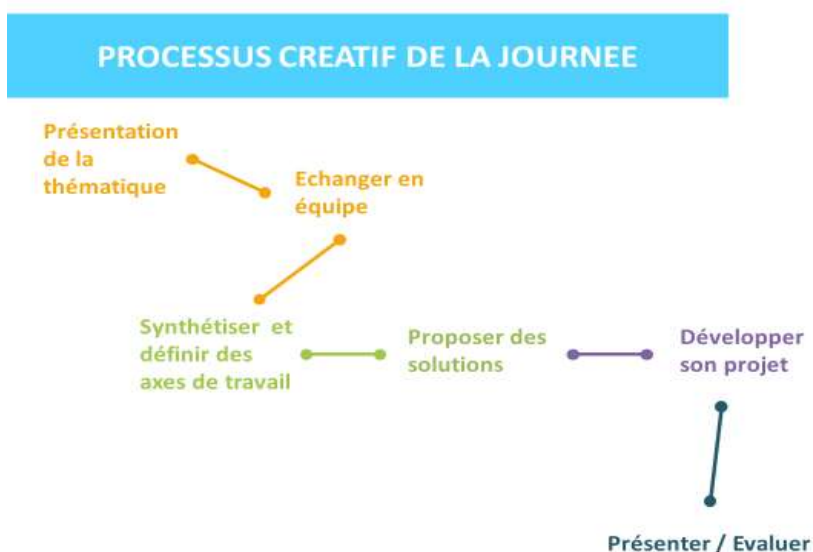 PROCESSUS CREATIF DE LA JOURNEE
Présentation
de la
thématique
Echanger en
équipe
Synthétiser et
définir des
axes de travail
Proposer des
solutions
Développer
son projet
Présenter / Evaluer